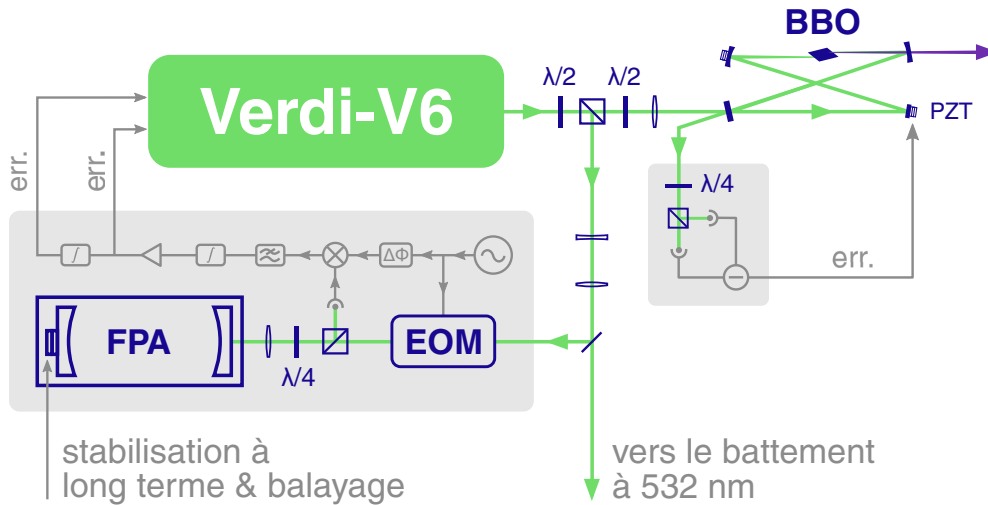 BBO
λ/2
λ/2
Verdi-V6
PZT
err.
err.
λ/4
ΔΦ
∫
∫
err.
FPA
EOM
λ/4
stabilisation à
long terme & balayage
vers le battement
à 532 nm